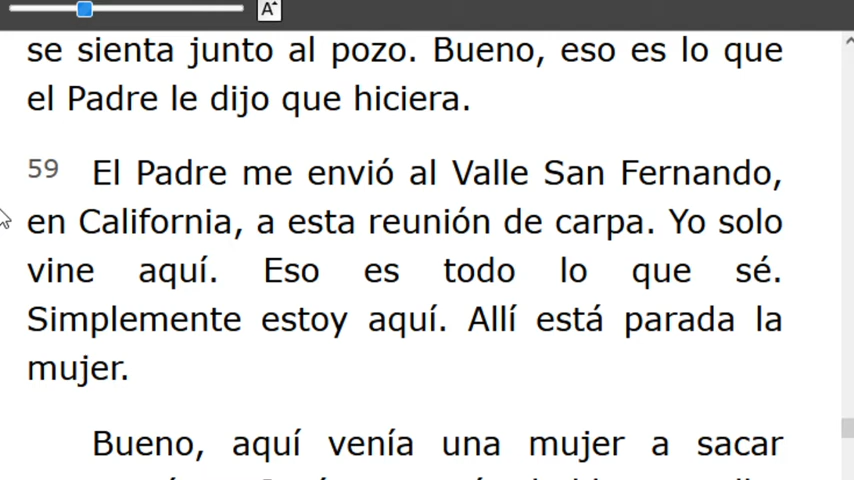 A
se sienta junto al pozo. Bueno, eso es lo que
el Padre le dijo que hiciera.
59 El Padre me envió al Valle San Fernando,
en California, a esta reunión de carpa. Yo solo
vine aquí. Eso es todo lo que sé.
Simplemente estoy aquí. Allí está parada la
mujer.
Bueno, aquí venía una mujer a sacar